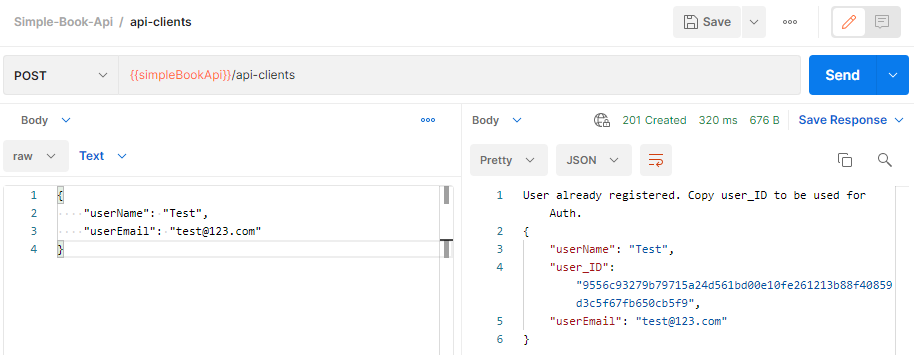 Simple-Book-Api / api-clients
Save
POST {{simpleBookApi}}/api-clients Send
Body
raw Text
1 {
2 "userName": "Test",
3 "userEmail": "test@123.com"
4 }
Body 201 Created 320 ms 676 B Save Response
Pretty JSON
1 User already registered. Copy user_ID to be used for
Auth.
2 {
3 "userName": "Test",
4 "user_ID":
"9556c93279b79715a24d561bd00e10fe261213b88f40859
d3c5f67fb650cb5f9",
5 "userEmail": "test@123.com"
6 }